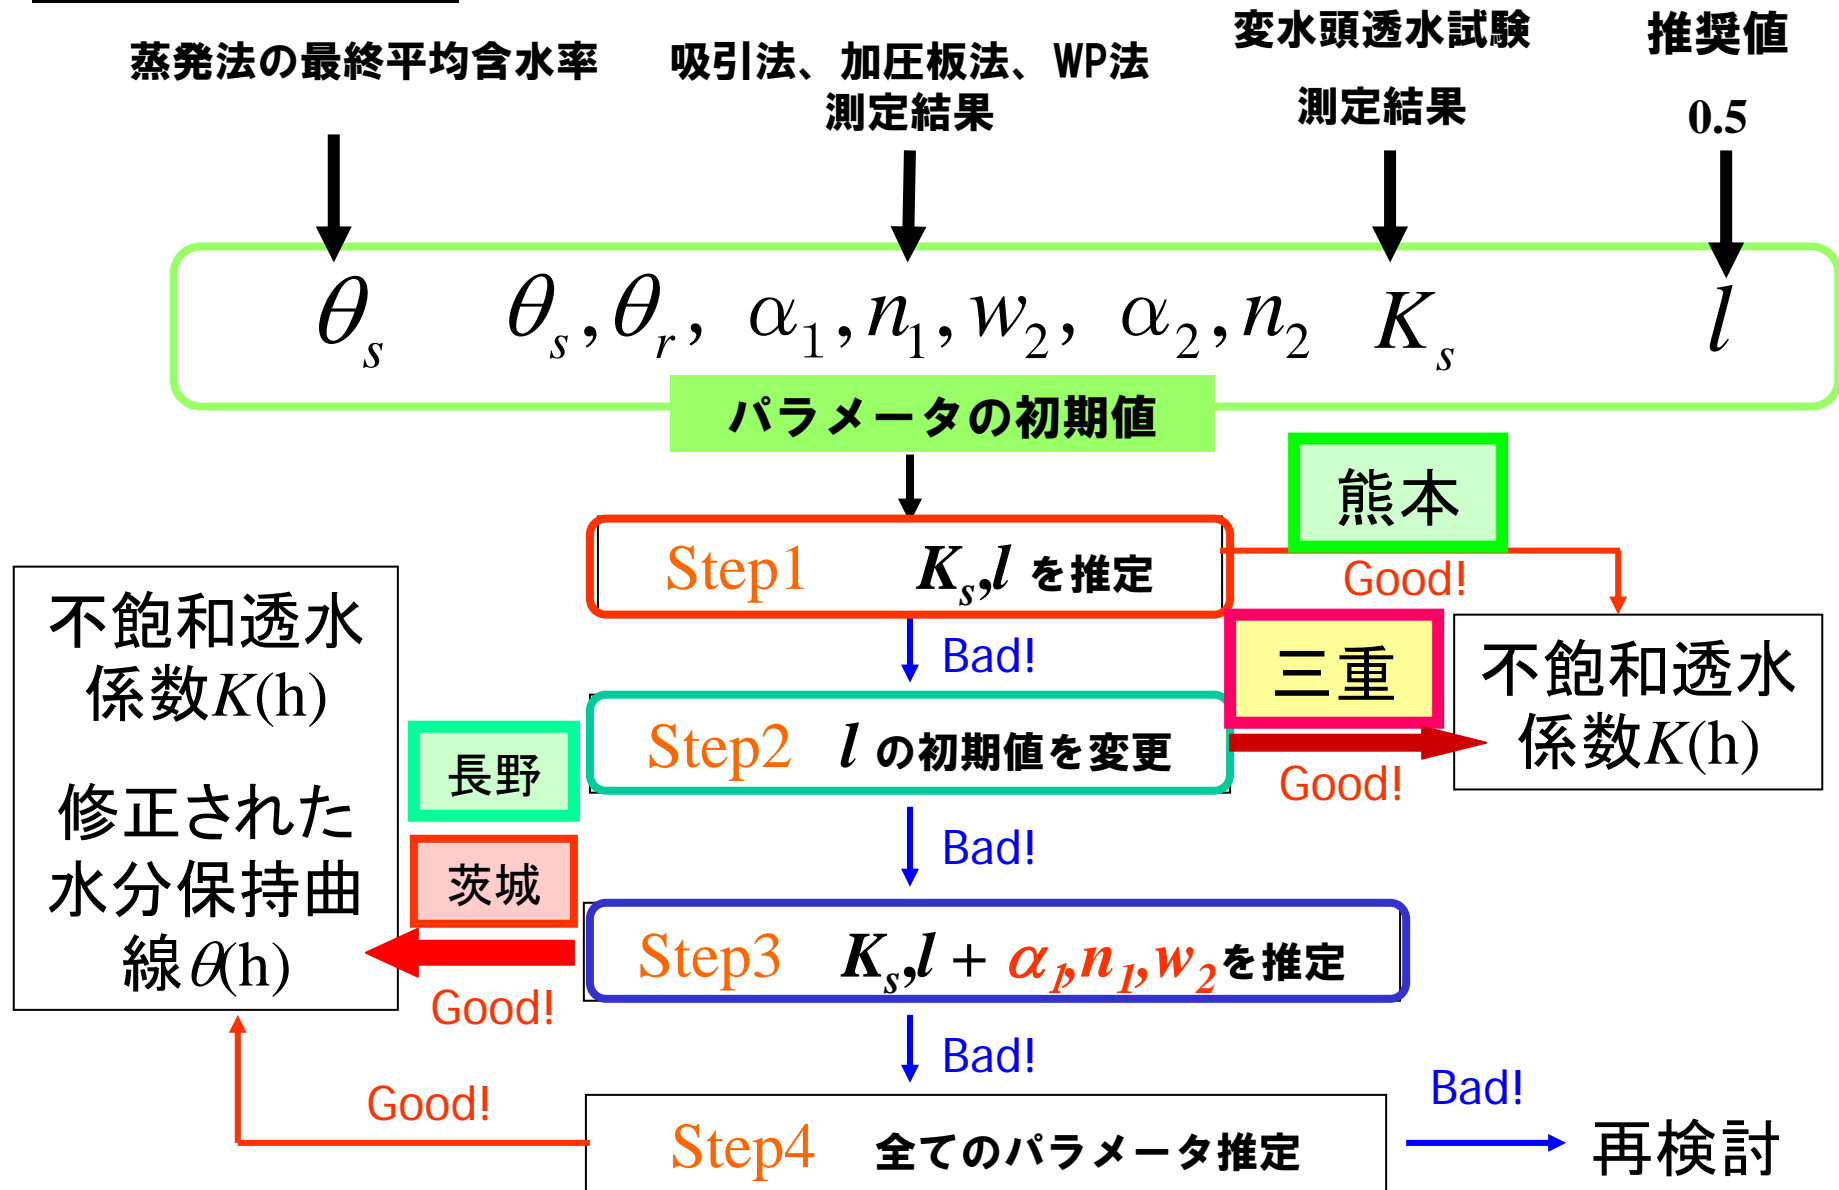 蒸発法の最終平均含水率
吸引法、加圧板法、WP法
測定結果
変水頭透水試験
測定結果
推奨値
0.5
θs θs,θr, α1,n1,w2, α2,n2 Ks l
パラメータの初期値
熊本
Step1 Ks,l を推定
Good!
Bad!
三重
不飽和透水
係数K(h)
Step2 l の初期値を変更
Good!
Bad!
不飽和透水
係数K(h)
修正された
水分保持曲
線θ(h)
長野
茨城
Step3 Ks,l + α1,n1,w2を推定
Good!
Bad!
Step4 全てのパラメータ推定
Good!
Bad!
再検討